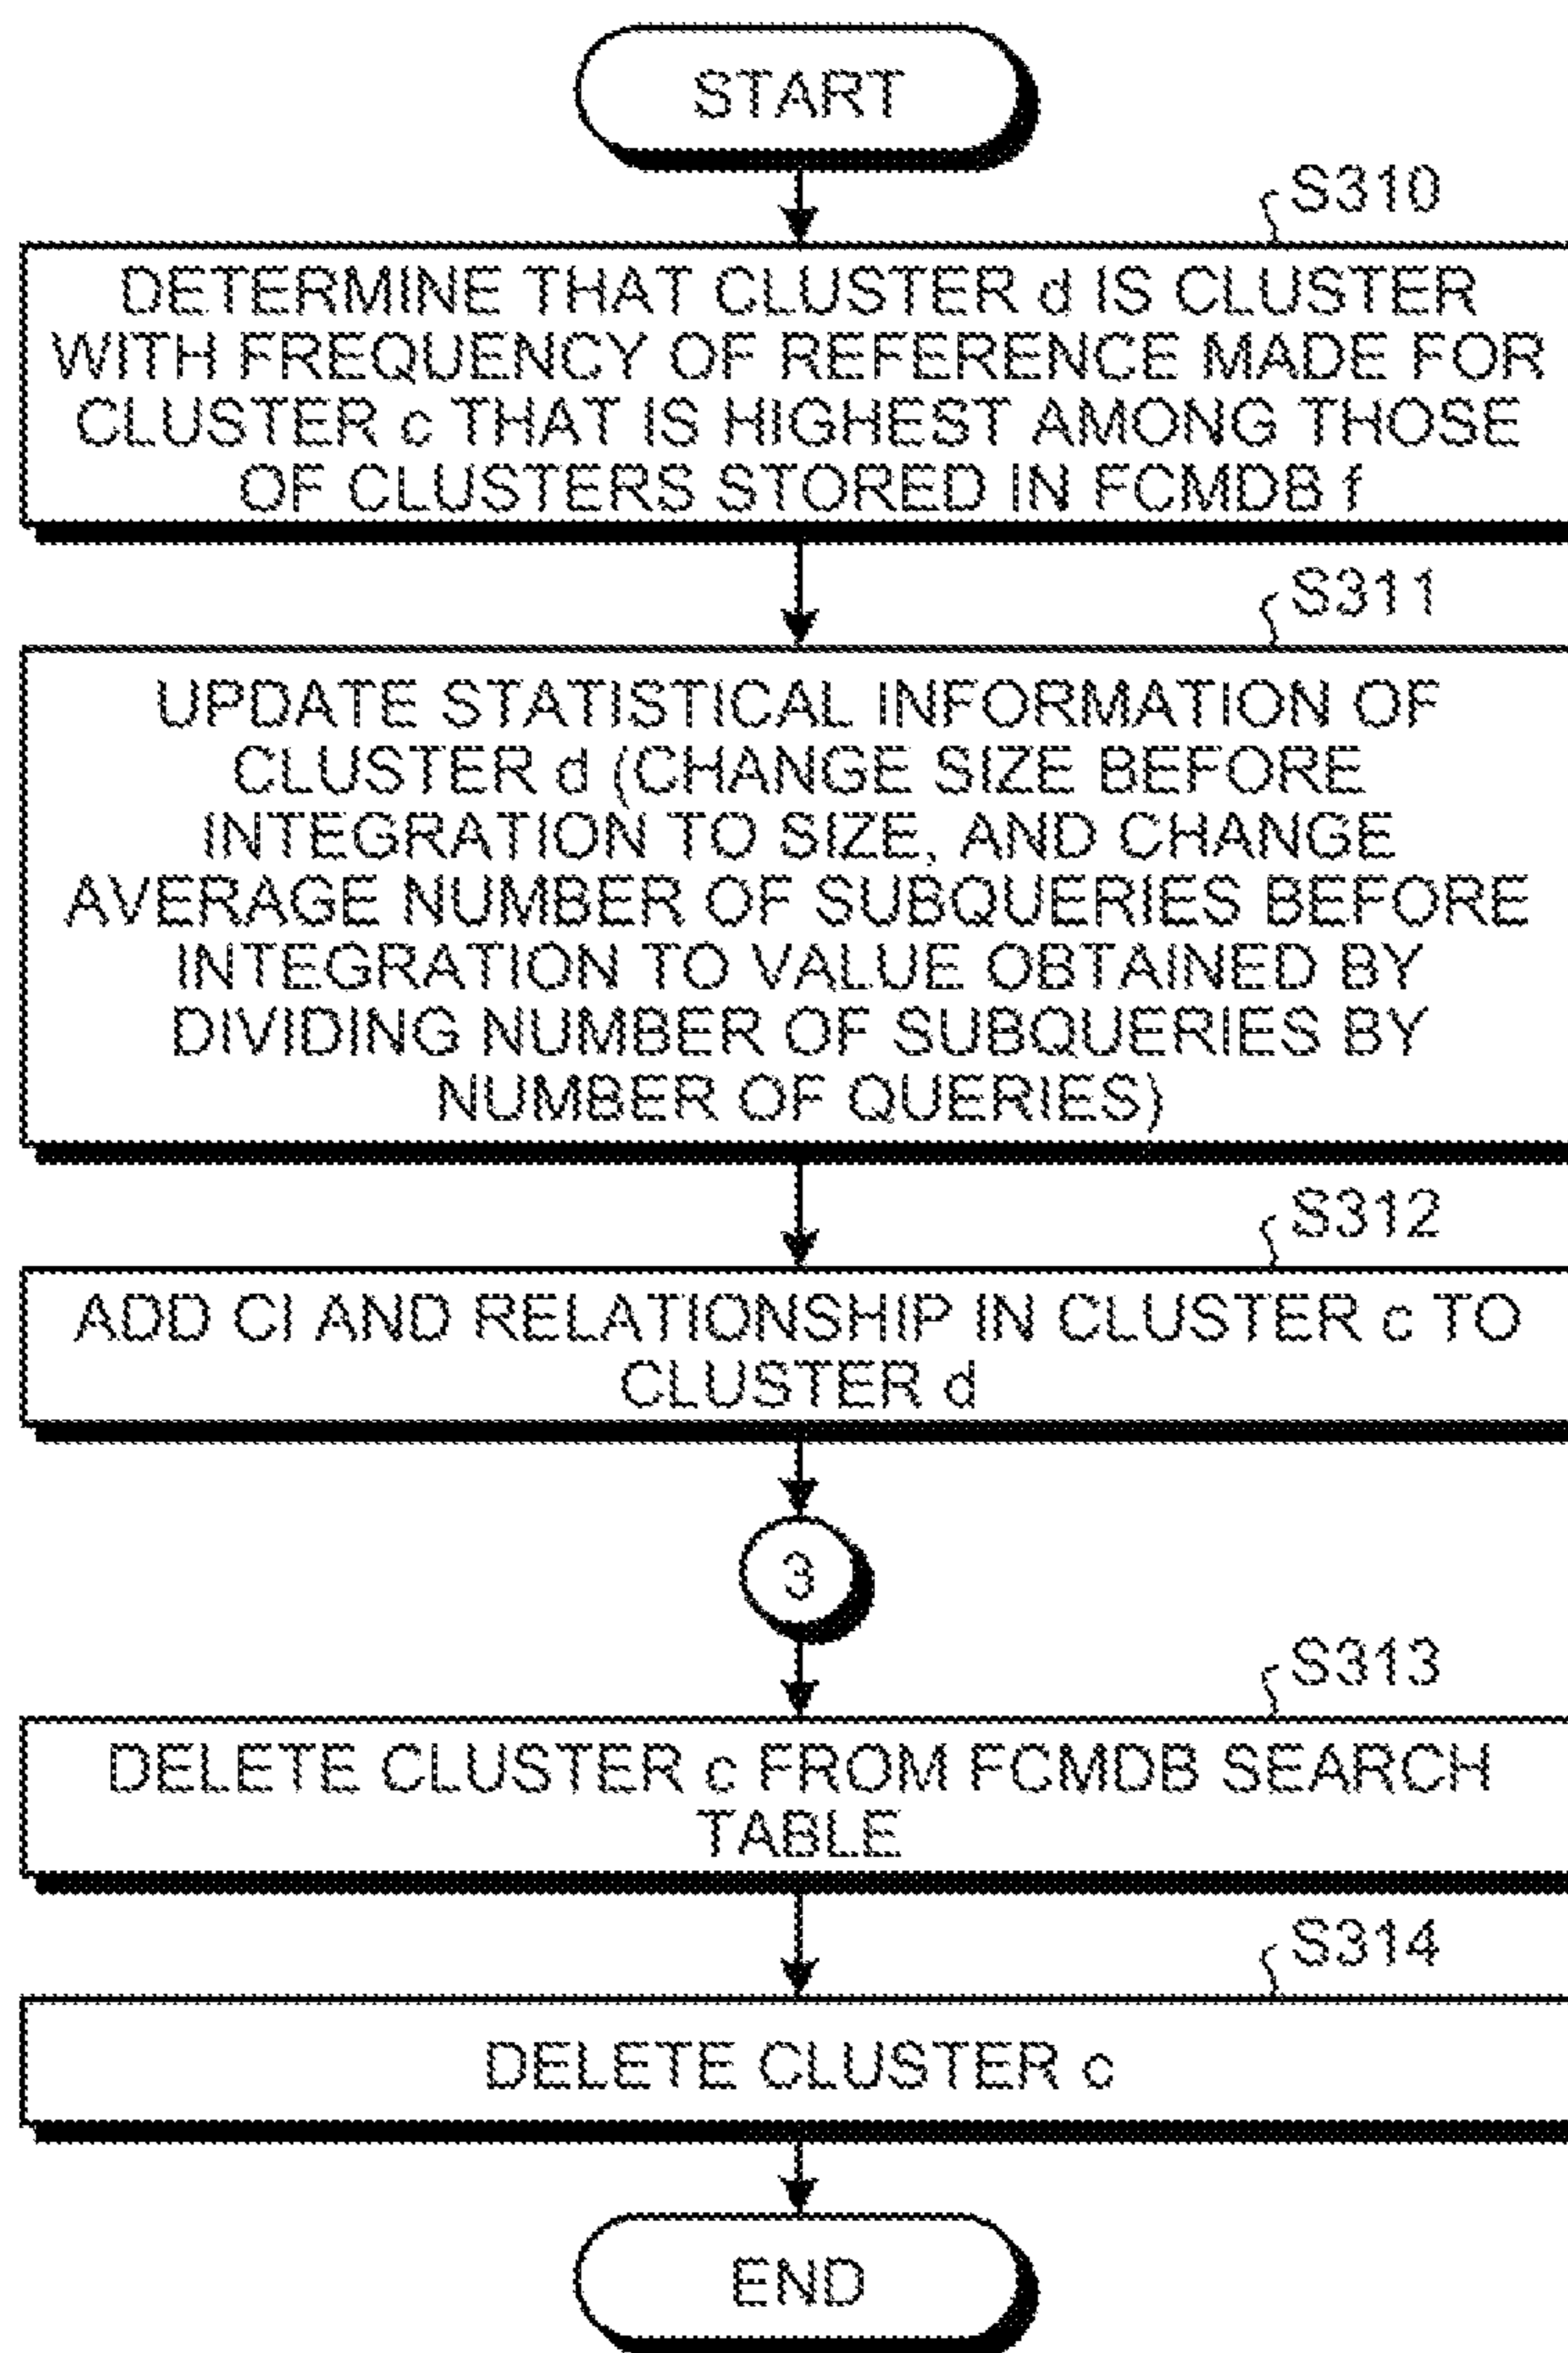 START
S310
DETERMINE THAT CLUSTER d IS CLUSTER
WITH FREQUENCY OF REFERENCE MADE FOR
CLUSTER c THAT IS HIGHEST AMONG THOSE
OF CLUSTERS STORED IN FCMDB f
S311
UPDATE STATISTICAL INFORMATION OF
CLUSTER d (CHANGE SIZE BEFORE
INTEGRATION TO SIZE, AND CHANGE
AVERAGE NUMBER OF SUBQUERIES BEFORE
INTEGRATION TO VALUE OBTAINED BY
DIVIDING NUMBER OF SUBQUERIES BY
NUMBER OF QUERIES)
S312
ADD CI AND RELATIONSHIP IN CLUSTER c TO
CLUSTER d
3
S313
DELETE CLUSTER c FROM FCMDB SEARCH
TABLE
S314
DELETE CLUSTER c
END